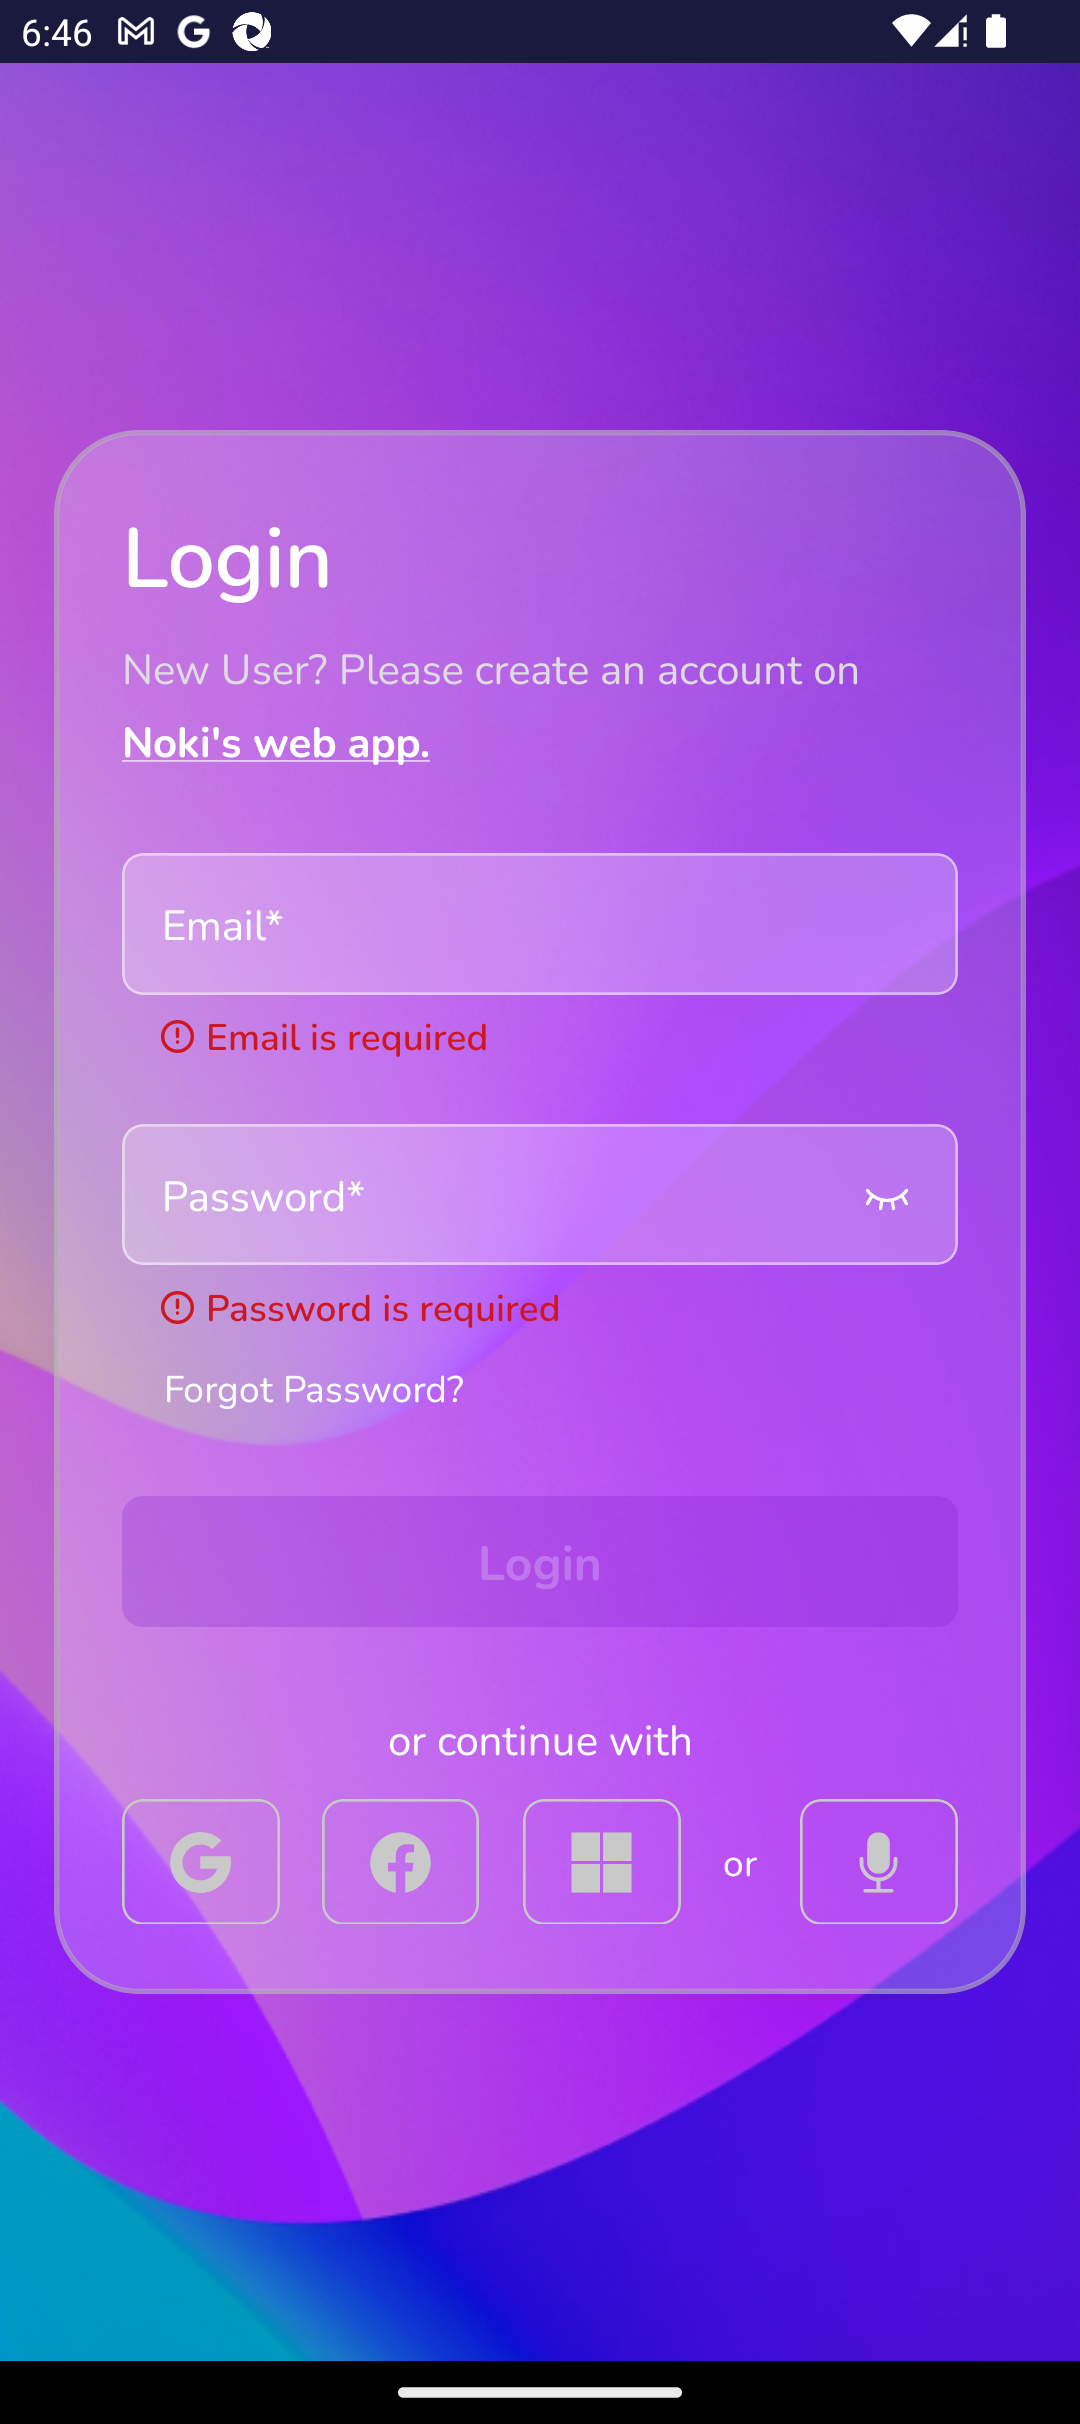 6:46
Login
New User? Please create an account on
Noki's web app.
Email*
Email is required
Password*
Password is required
Forgot Password?
Login
or continue with
or